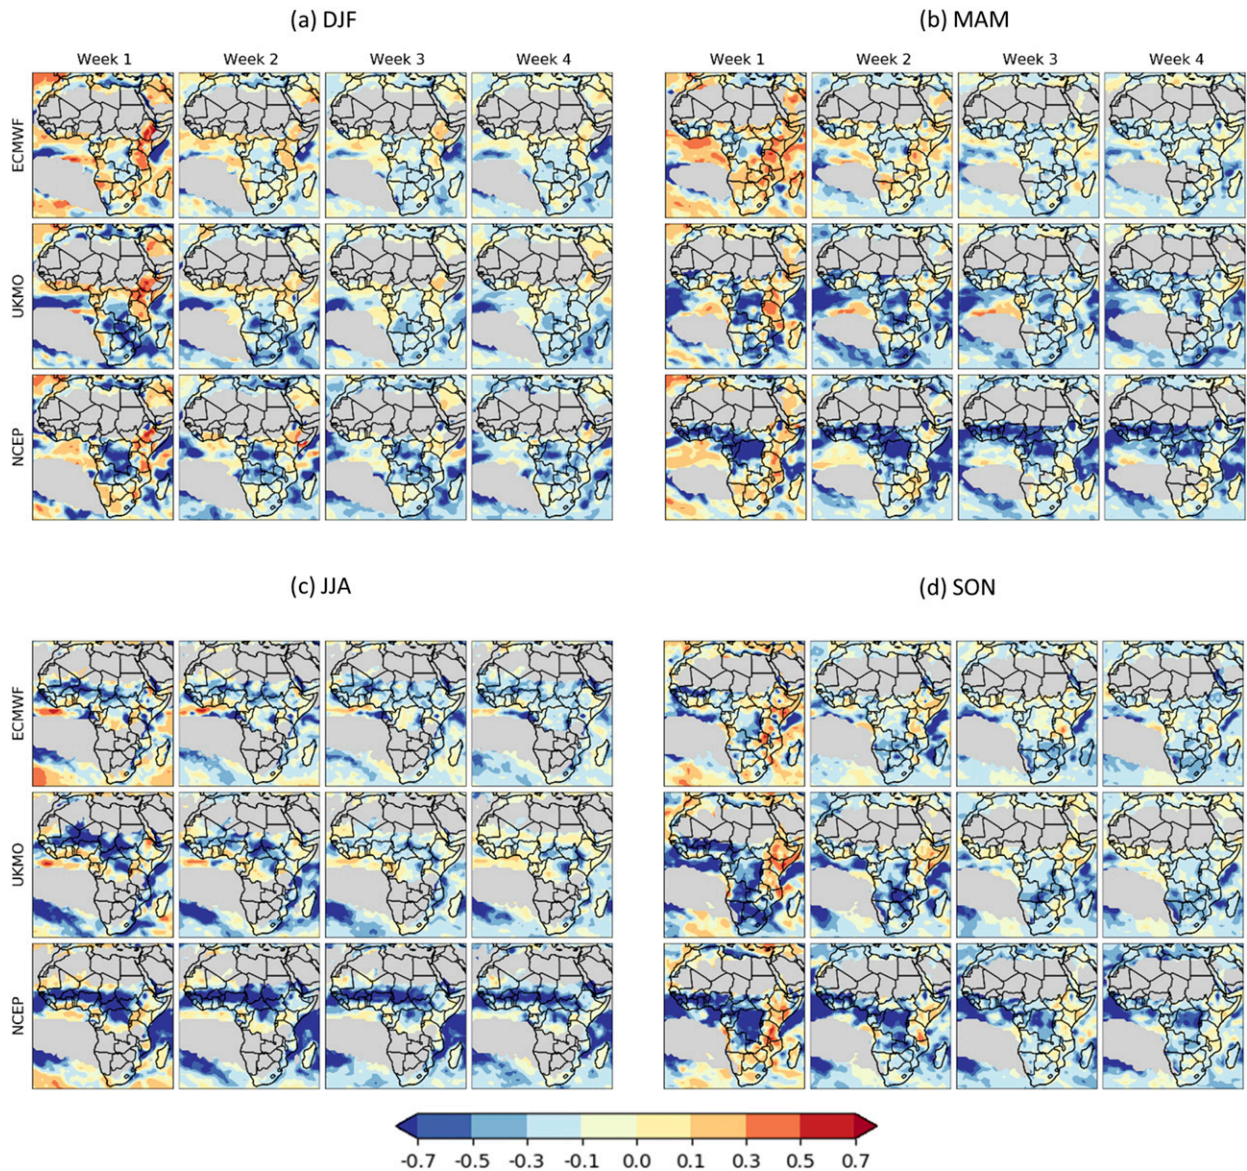 (a) DJF
(b) MAM
Week 1 Week 2 Week 3 Week 4
Week 1 Week 2 Week 3 Week 4
ECMWF
UKMO
NCEP
(c) JJA
(d) SON
ECMWF
UKMO
NCEP
-0.7 -0.5 -0.3 -0.1 0.0 0.1 0.3 0.5 0.7